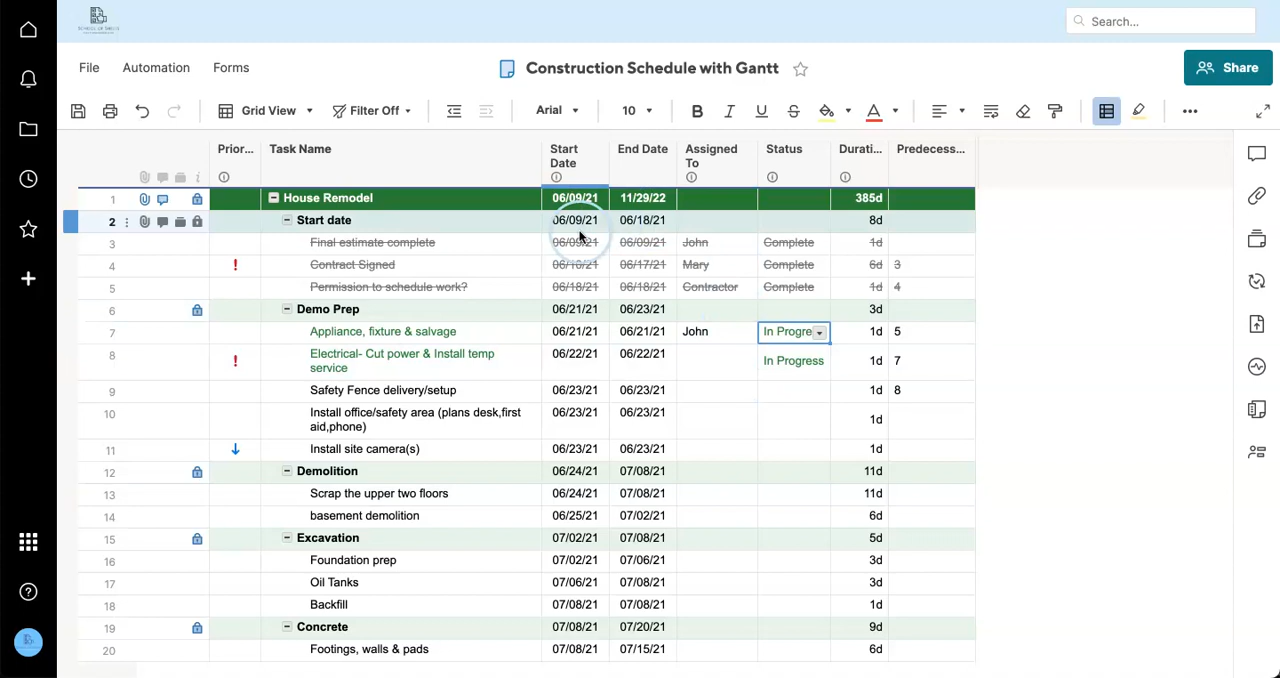 Search...
File Automation Forms Construction Schedule with Gantt Share
Grid View Filter Off Arial 10 B I U S A
Prior... Task Name Start Date End Date Assigned To Status Durati... Predecess...
1 House Remodel 06/09/21 11/29/22 385d
2 Start date 06/09/21 06/18/21 8d
3 Final estimate complete 06/09/21 06/09/21 John Complete 1d
4 ! Contract Signed 06/10/21 06/17/21 Mary Complete 6d 3
5 Permission to schedule work? 06/18/21 06/18/21 Contractor Complete 1d 4
6 Demo Prep 06/21/21 06/23/21 3d
7 Appliance, fixture & salvage 06/21/21 06/21/21 John In Progre 1d 5
8 ! Electrical- Cut power & Install temp service 06/22/21 06/22/21 In Progress 1d 7
9 Safety Fence delivery/setup 06/23/21 06/23/21 1d 8
10 Install office/safety area (plans desk,first aid,phone) 06/23/21 06/23/21 1d
11 Install site camera(s) 06/23/21 06/23/21 1d
12 Demolition 06/24/21 07/08/21 11d
13 Scrap the upper two floors 06/24/21 07/08/21 11d
14 basement demolition 06/25/21 07/02/21 6d
15 Excavation 07/02/21 07/08/21 5d
16 Foundation prep 07/02/21 07/06/21 3d
17 Oil Tanks 07/06/21 07/08/21 3d
18 Backfill 07/08/21 07/08/21 1d
19 Concrete 07/08/21 07/20/21 9d
20 Footings, walls & pads 07/08/21 07/15/21 6d